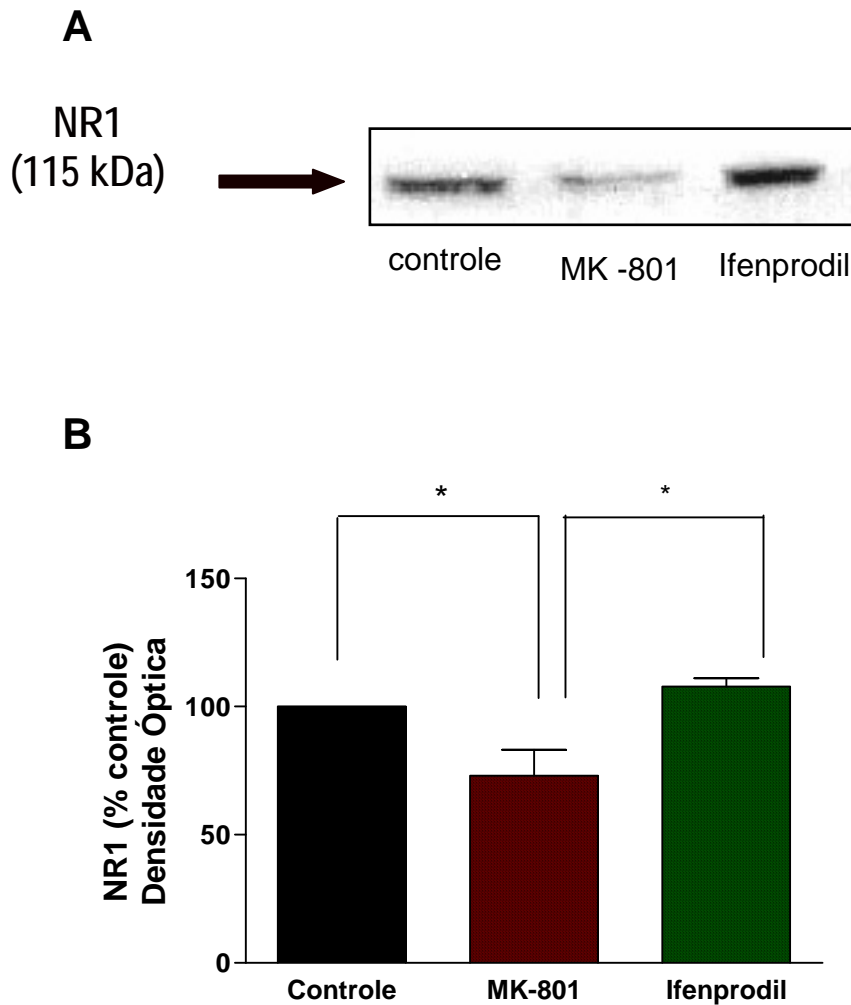 A
NR1
(115 kDa)
controle
MK -801
Ifenprodil
B
*
*
150
100
50
0
NR1 (% controle)
Densidade Óptica
Controle
MK-801
Ifenprodil